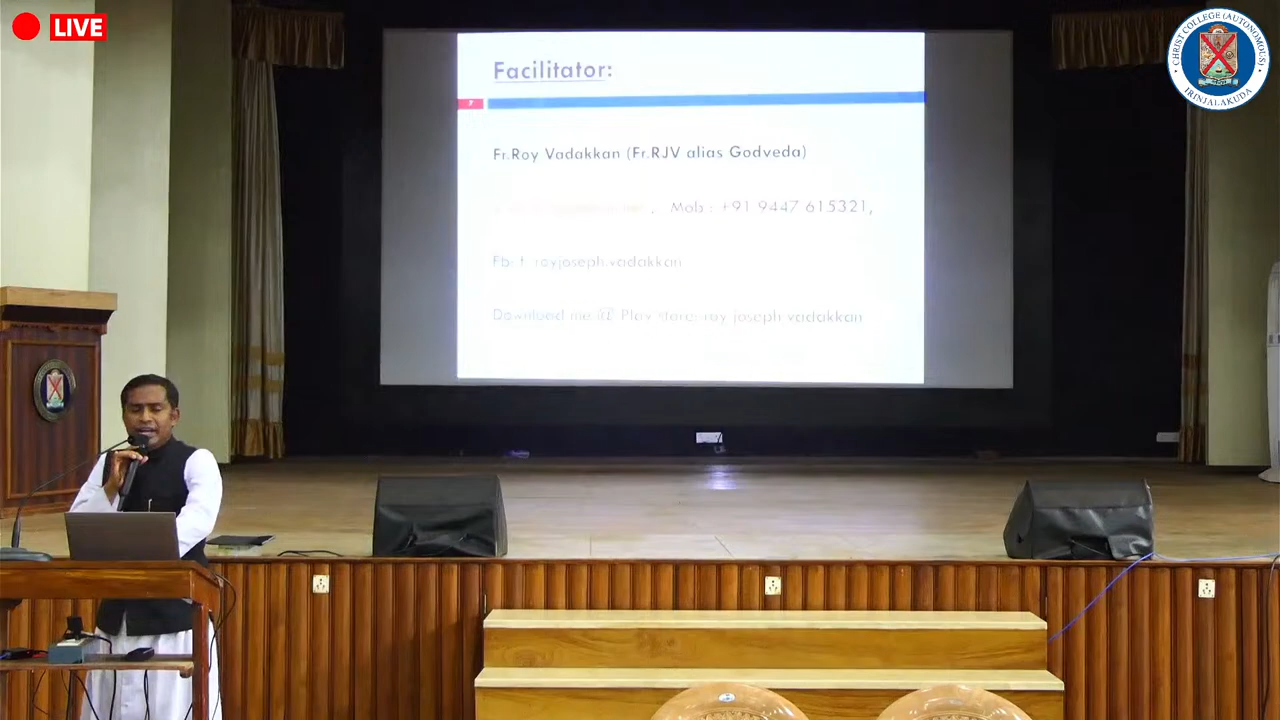 LIVE
CHRIST COLLEGE (AUTONOMOUS)
IRINJALAKUDA
Facilitator:
7
Fr.Roy Vadakkan (Fr.RJV alias Godveda)
, Mob : +91 9447 615321,
royjoseph.vadakkan
Download me @ Play store: roy joseph vadakkan